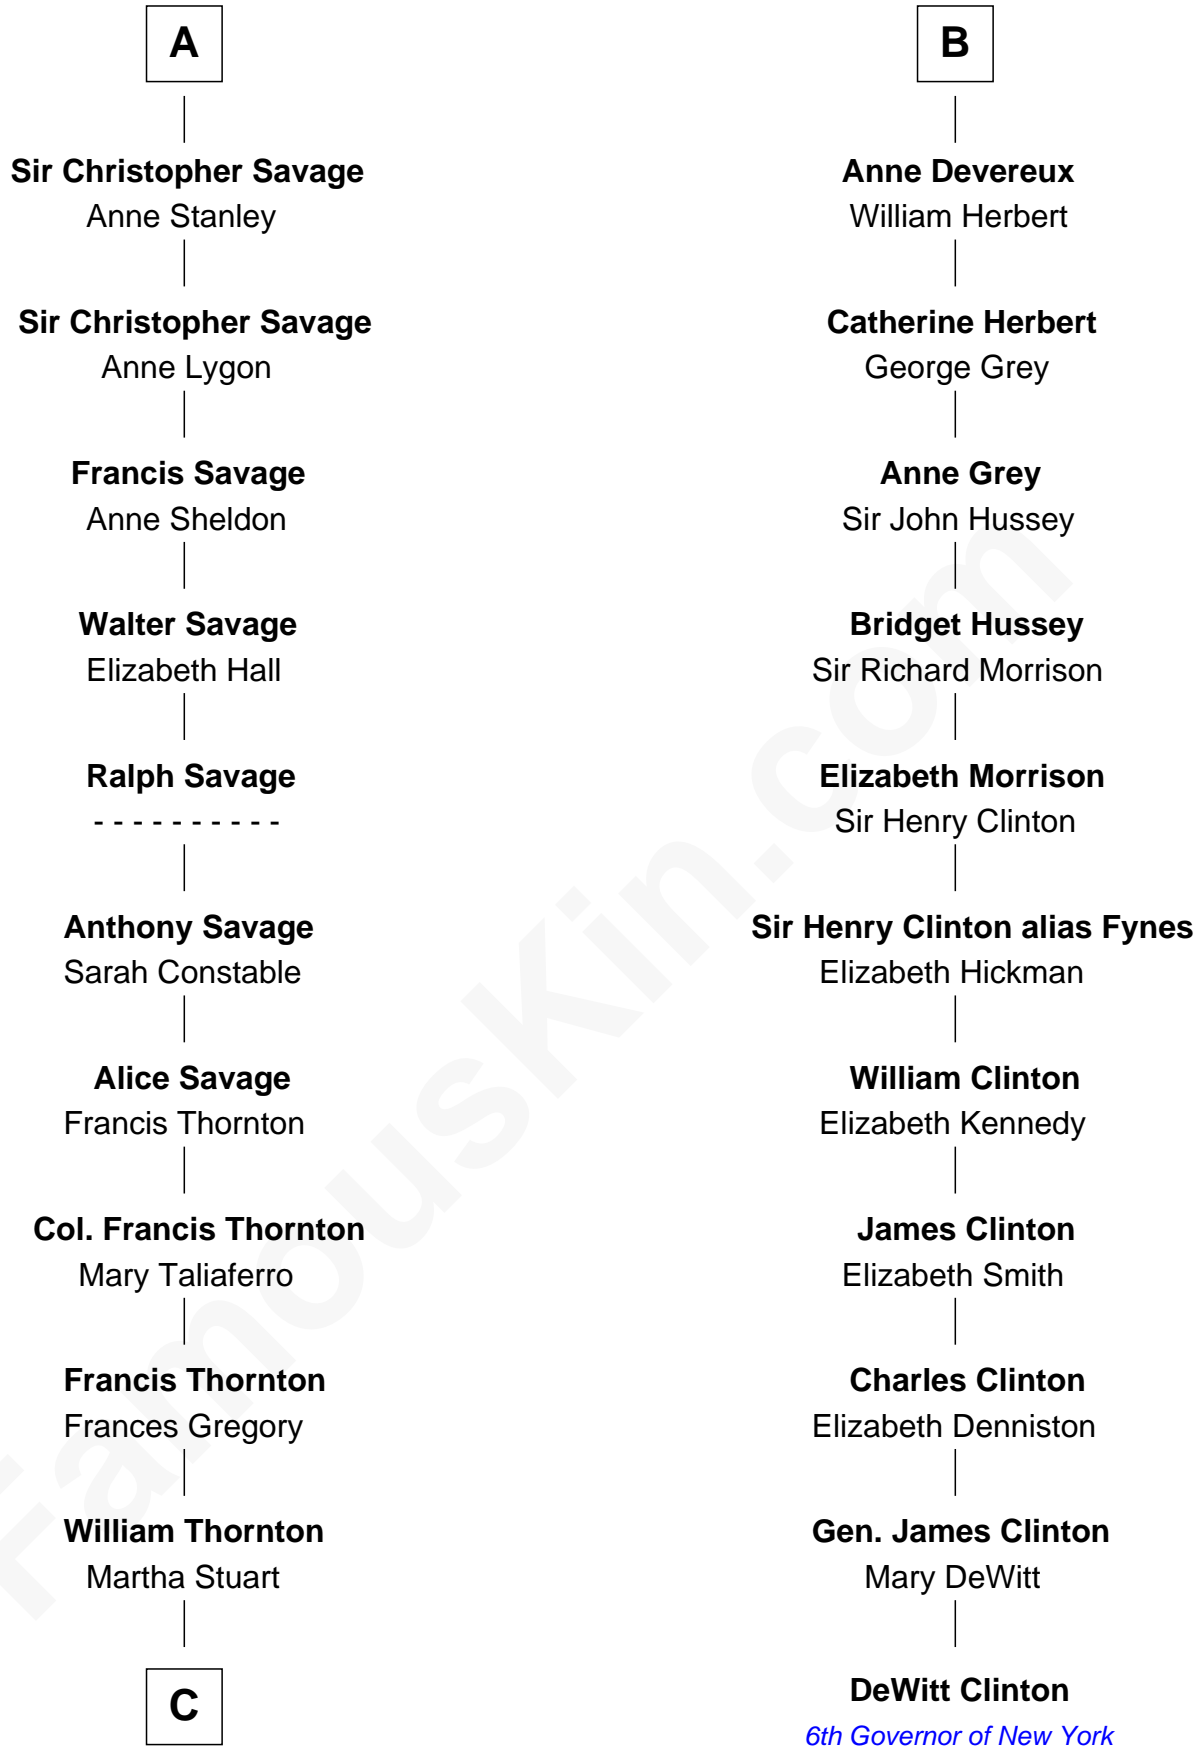 A
Sir Christopher Savage
Anne Stanley
Sir Christopher Savage
Anne Lygon
Francis Savage
Anne Sheldon
Walter Savage
Elizabeth Hall
Ralph Savage
- - - - - - - - - -
Anthony Savage
Sarah Constable
Alice Savage
Francis Thornton
Col. Francis Thornton
Mary Taliaferro
Francis Thornton
Frances Gregory
William Thornton
Martha Stuart
C
B
Anne Devereux
William Herbert
Catherine Herbert
George Grey
Anne Grey
Sir John Hussey
Bridget Hussey
Sir Richard Morrison
Elizabeth Morrison
Sir Henry Clinton
Sir Henry Clinton alias Fynes
Elizabeth Hickman
William Clinton
Elizabeth Kennedy
James Clinton
Elizabeth Smith
Charles Clinton
Elizabeth Denniston
Gen. James Clinton
Mary DeWitt
DeWitt Clinton
6th Governor of New York
FamousKin.com